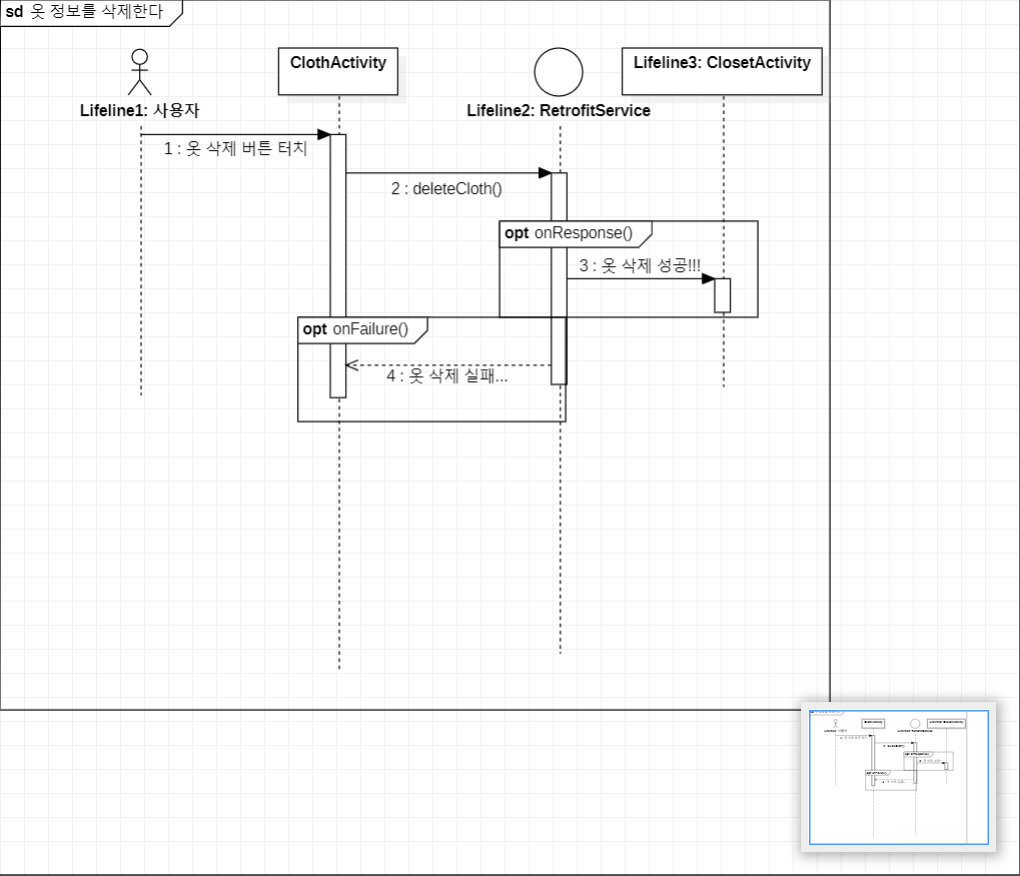 sd 옷 정보를 삭제한다
ClothActivity
Lifeline3: ClosetActivity
Lifeline1: 사용자
Lifeline2: RetrofitService
1 : 옷 삭제 버튼 터치
2 : deleteCloth()
opt onResponse()
3 : 옷 삭제 성공!!!
opt onFailure()
4 : 옷 삭제 실패...